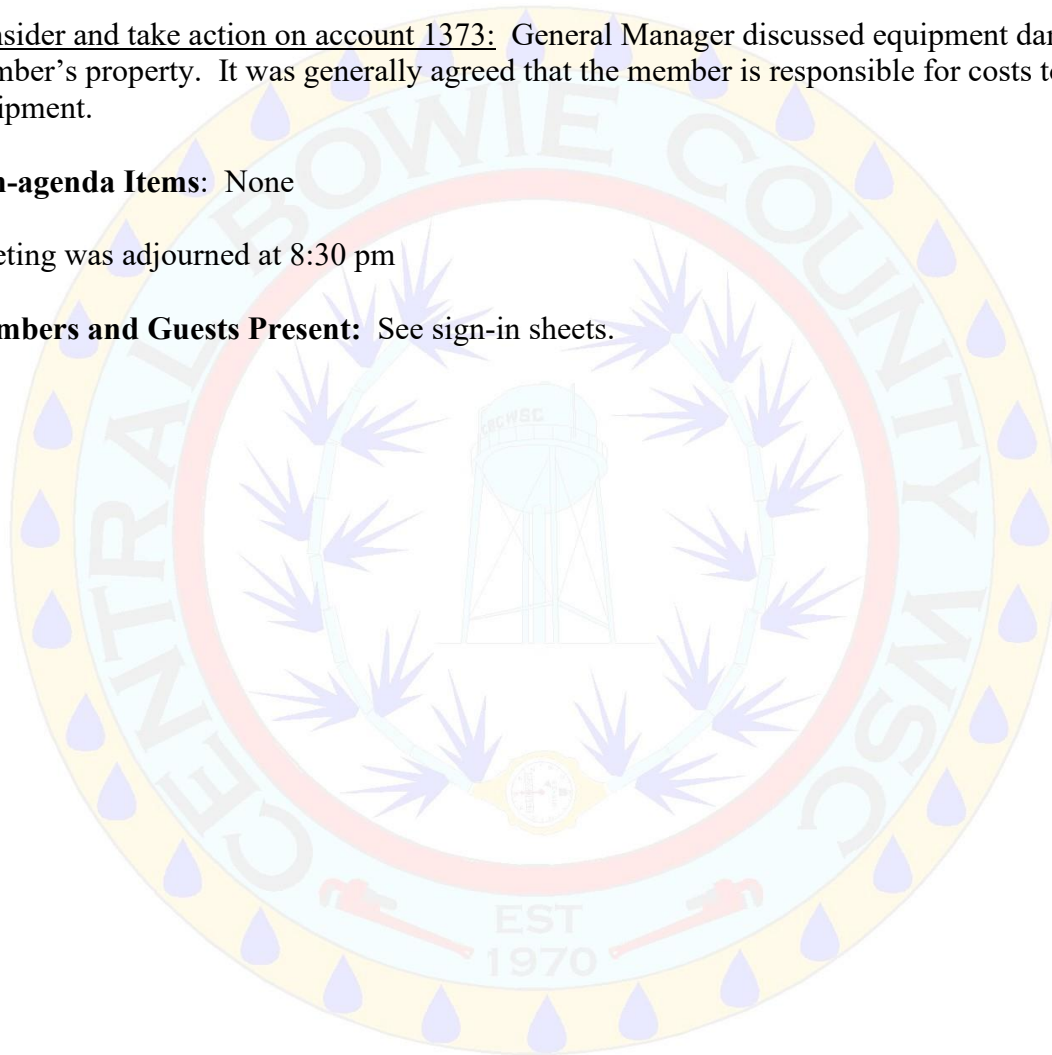 nsider and take action on account 1373: General Manager discussed equipment dar
mber's property. It was generally agreed that the member is responsible for costs to
ipment.
n-agenda Items: None
eting was adjourned at 8:30 pm
mbers and Guests Present: See sign-in sheets.
CENTRAL BOWIE COUNTY WSC
CBCWSC
EST
1970